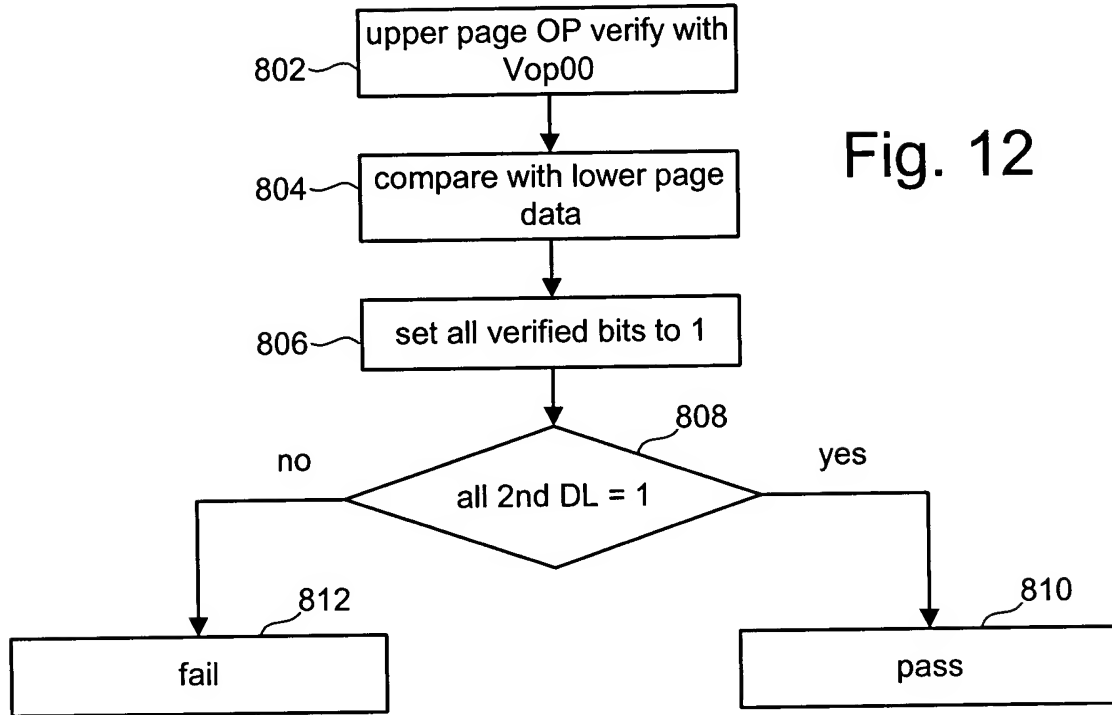 upper page OP verify with
Vop00
802
Fig. 12
compare with lower page
data
804
set all verified bits to 1
806
808
no
yes
all 2nd DL = 1
812
810
fail
pass